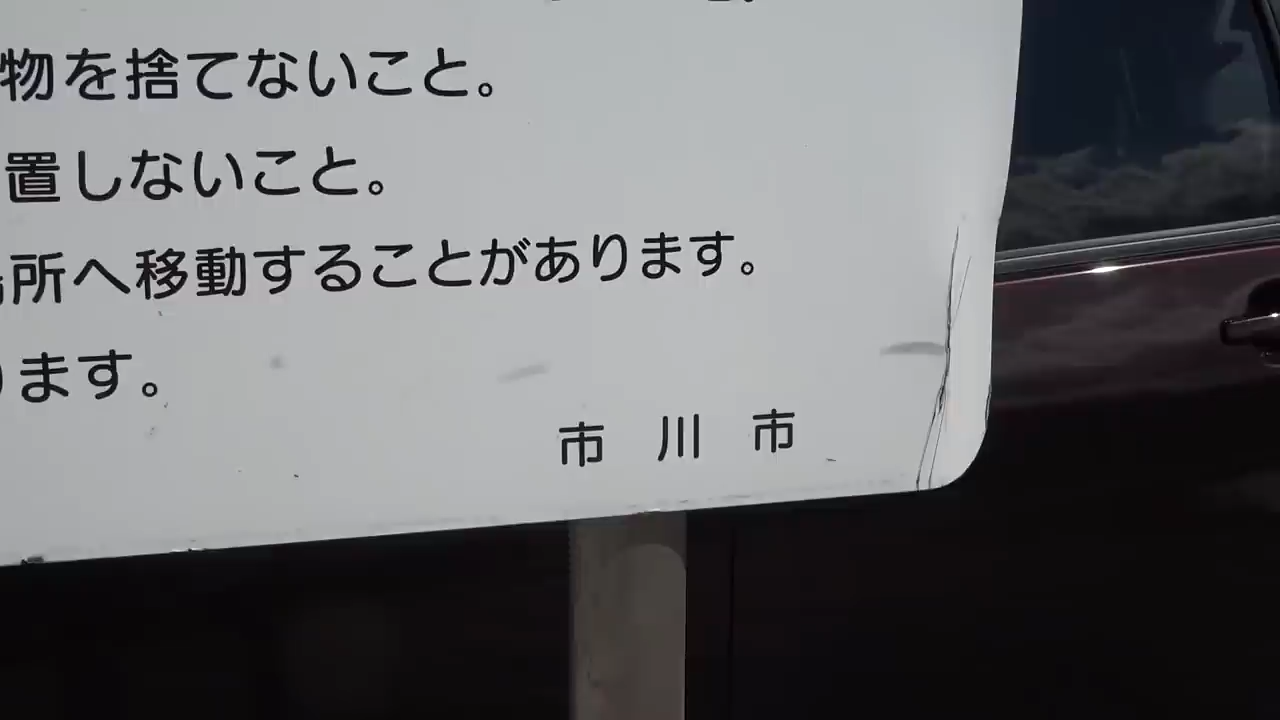 物を捨てないこと。
置しないこと。
所へ移動することがあります。
ります。
市川市